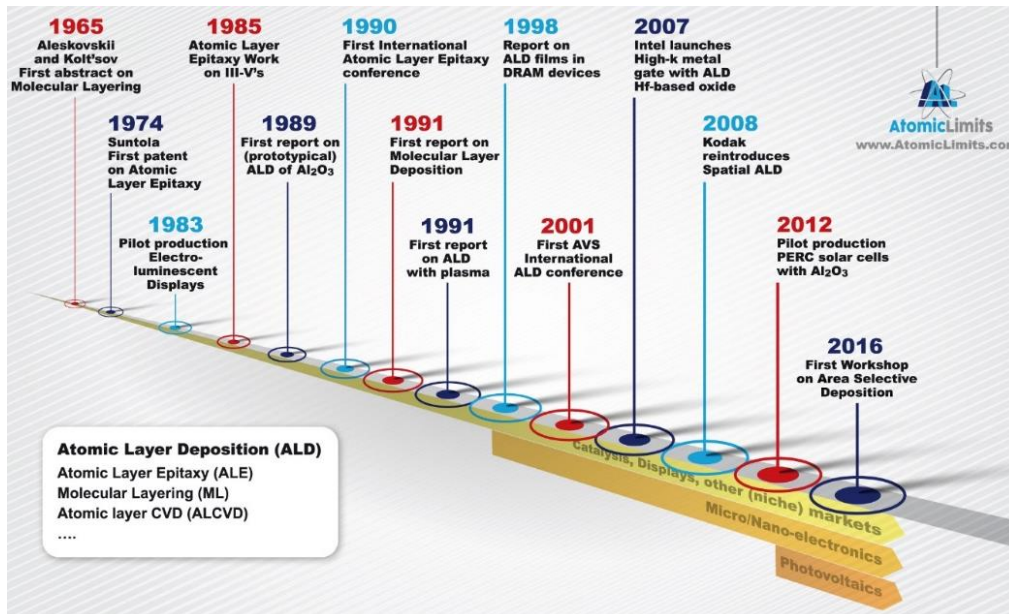 1965
Aleskovskii
and Kolt'sov
First abstract on
Molecular Layering
1985
Atomic Layer
Epitaxy Work
on III-V's
1990
First International
Atomic Layer Epitaxy
conference
1998
Report on
ALD films in
DRAM devices
2007
Intel launches
High-k metal
gate with ALD
Hf-based oxide
AtomicLimits
www.AtomicLimits.com
1974
Suntola
First patent
on Atomic
Layer Epitaxy
1989
First report on
(prototypical)
ALD of Al₂O₃
1991
First report on
Molecular Layer
Deposition
2008
Kodak
reintroduces
Spatial ALD
1983
Pilot production
Electro-
luminescent
Displays
1991
First report
on ALD
with plasma
2001
First AVS
International
ALD conference
2012
Pilot production
PERC solar cells
with Al₂O₃
2016
First Workshop
on Area Selective
Deposition
Atomic Layer Deposition (ALD)
Atomic Layer Epitaxy (ALE)
Molecular Layering (ML)
Atomic layer CVD (ALCVD)
....
Catalysis, Displays, other (niche) markets
Micro/Nano-electronics
Photovoltaics